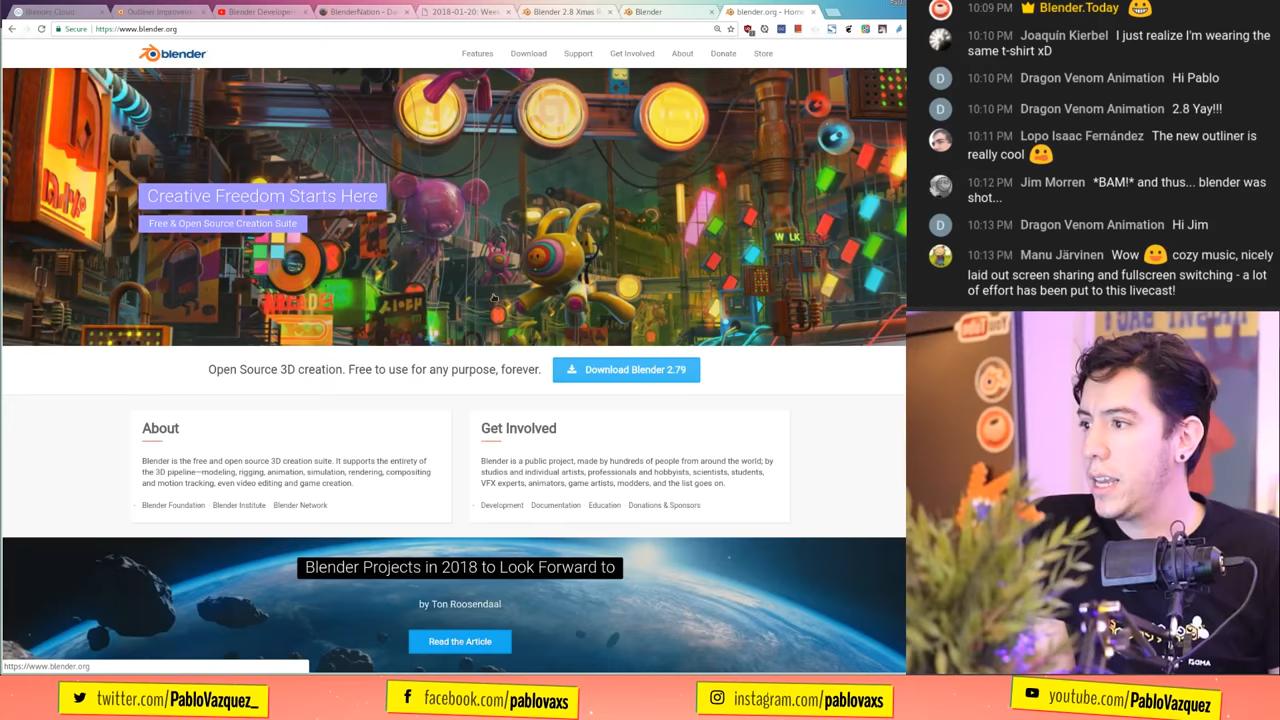 Blender Cloud
Outliner Improvem
Blender Develope
BlenderNation - Da
2018-01-20: Wee
Blender 2.8 Xmas
Blender
blender.org - Hom
Secure https://www.blender.org
blender
Features
Download
Support
Get Involved
About
Donate
Store
Creative Freedom Starts Here
Free & Open Source Creation Suite
W LK
Open Source 3D creation. Free to use for any purpose, forever.
Download Blender 2.79
About
Blender is the free and open source 3D creation suite. It supports the entirety of
the 3D pipeline—modeling, rigging, animation, simulation, rendering, compositing
and motion tracking, even video editing and game creation.
Blender Foundation Blender Institute Blender Network
Get Involved
Blender is a public project, made by hundreds of people from around the world; by
studios and individual artists, professionals and hobbyists, scientists, students,
VFX experts, animators, game artists, modders, and the list goes on.
Development Documentation Education Donations & Sponsors
Blender Projects in 2018 to Look Forward to
by Ton Roosendaal
Read the Article
https://www.blender.org
10:09 PM Blender.Today
10:10 PM Joaquín Kierbel I just realize I'm wearing the
same t-shirt xD
D
10:10 PM Dragon Venom Animation Hi Pablo
D
10:10 PM Dragon Venom Animation 2.8 Yay!!!
10:11 PM Lopo Isaac Fernández The new outliner is
really cool
10:12 PM Jim Morren *BAM!* and thus... blender was
shot...
D
10:13 PM Dragon Venom Animation Hi Jim
10:13 PM Manu Järvinen Wow cozy music, nicely
laid out screen sharing and fullscreen switching - a lot
of effort has been put to this livecast!
twitter.com/PabloVazquez_
facebook.com/pablovaxs
instagram.com/pablovaxs
youtube.com/PabloVazquez